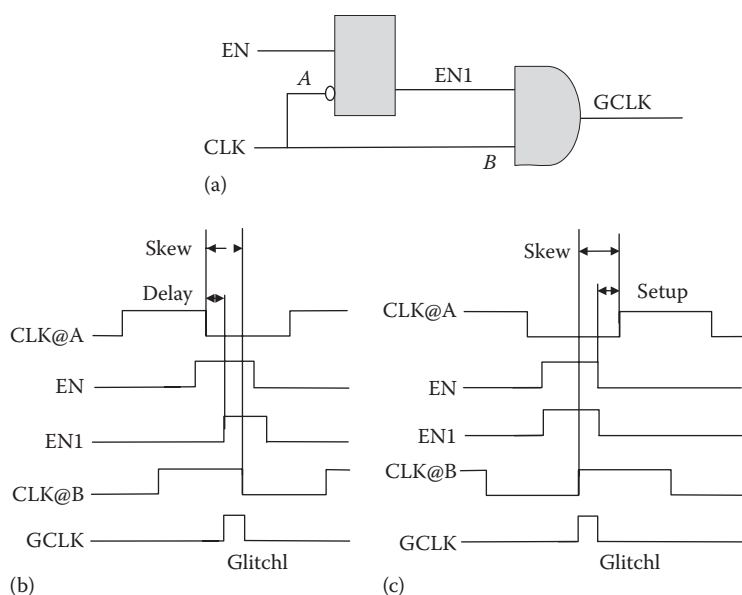 EN
A
EN1
GCLK
CLK
B
(a)
Skew
Delay
CLK@A
EN
EN1
CLK@B
GCLK
Glitchl
(b)
Skew
Setup
CLK@A
EN
EN1
CLK@B
GCLK
Glitchl
(c)